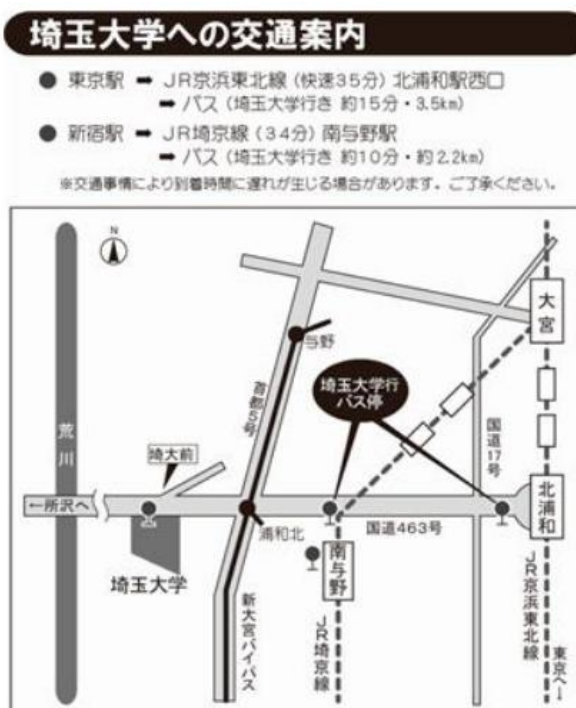 埼玉大学への交通案内
● 東京駅 ➡ JR京浜東北線(快速35分)北浦和駅西口
➡ バス(埼玉大学行き 約15分・3.5km)
● 新宿駅 ➡ JR埼京線(34分)南与野駅
➡ バス(埼玉大学行き 約10分・約2.2km)
※交通事情により到着時間に遅れが生じる場合があります。ご了承ください。
N
大宮
与野
埼玉大学行
バス停
首都5号
国道17号
荒川
埼大前
←所沢へ
北浦和
浦和北
国道463号
南与野
埼玉大学
新大宮バイパス
JR埼京線
JR京浜東北線
東京へ→